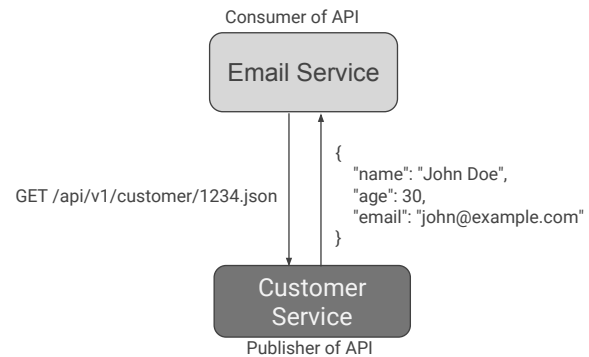 Consumer of API
Email Service
GET /api/v1/customer/1234.json
{
"name": "John Doe",
"age": 30,
"email": "john@example.com"
}
Customer
Service
Publisher of API